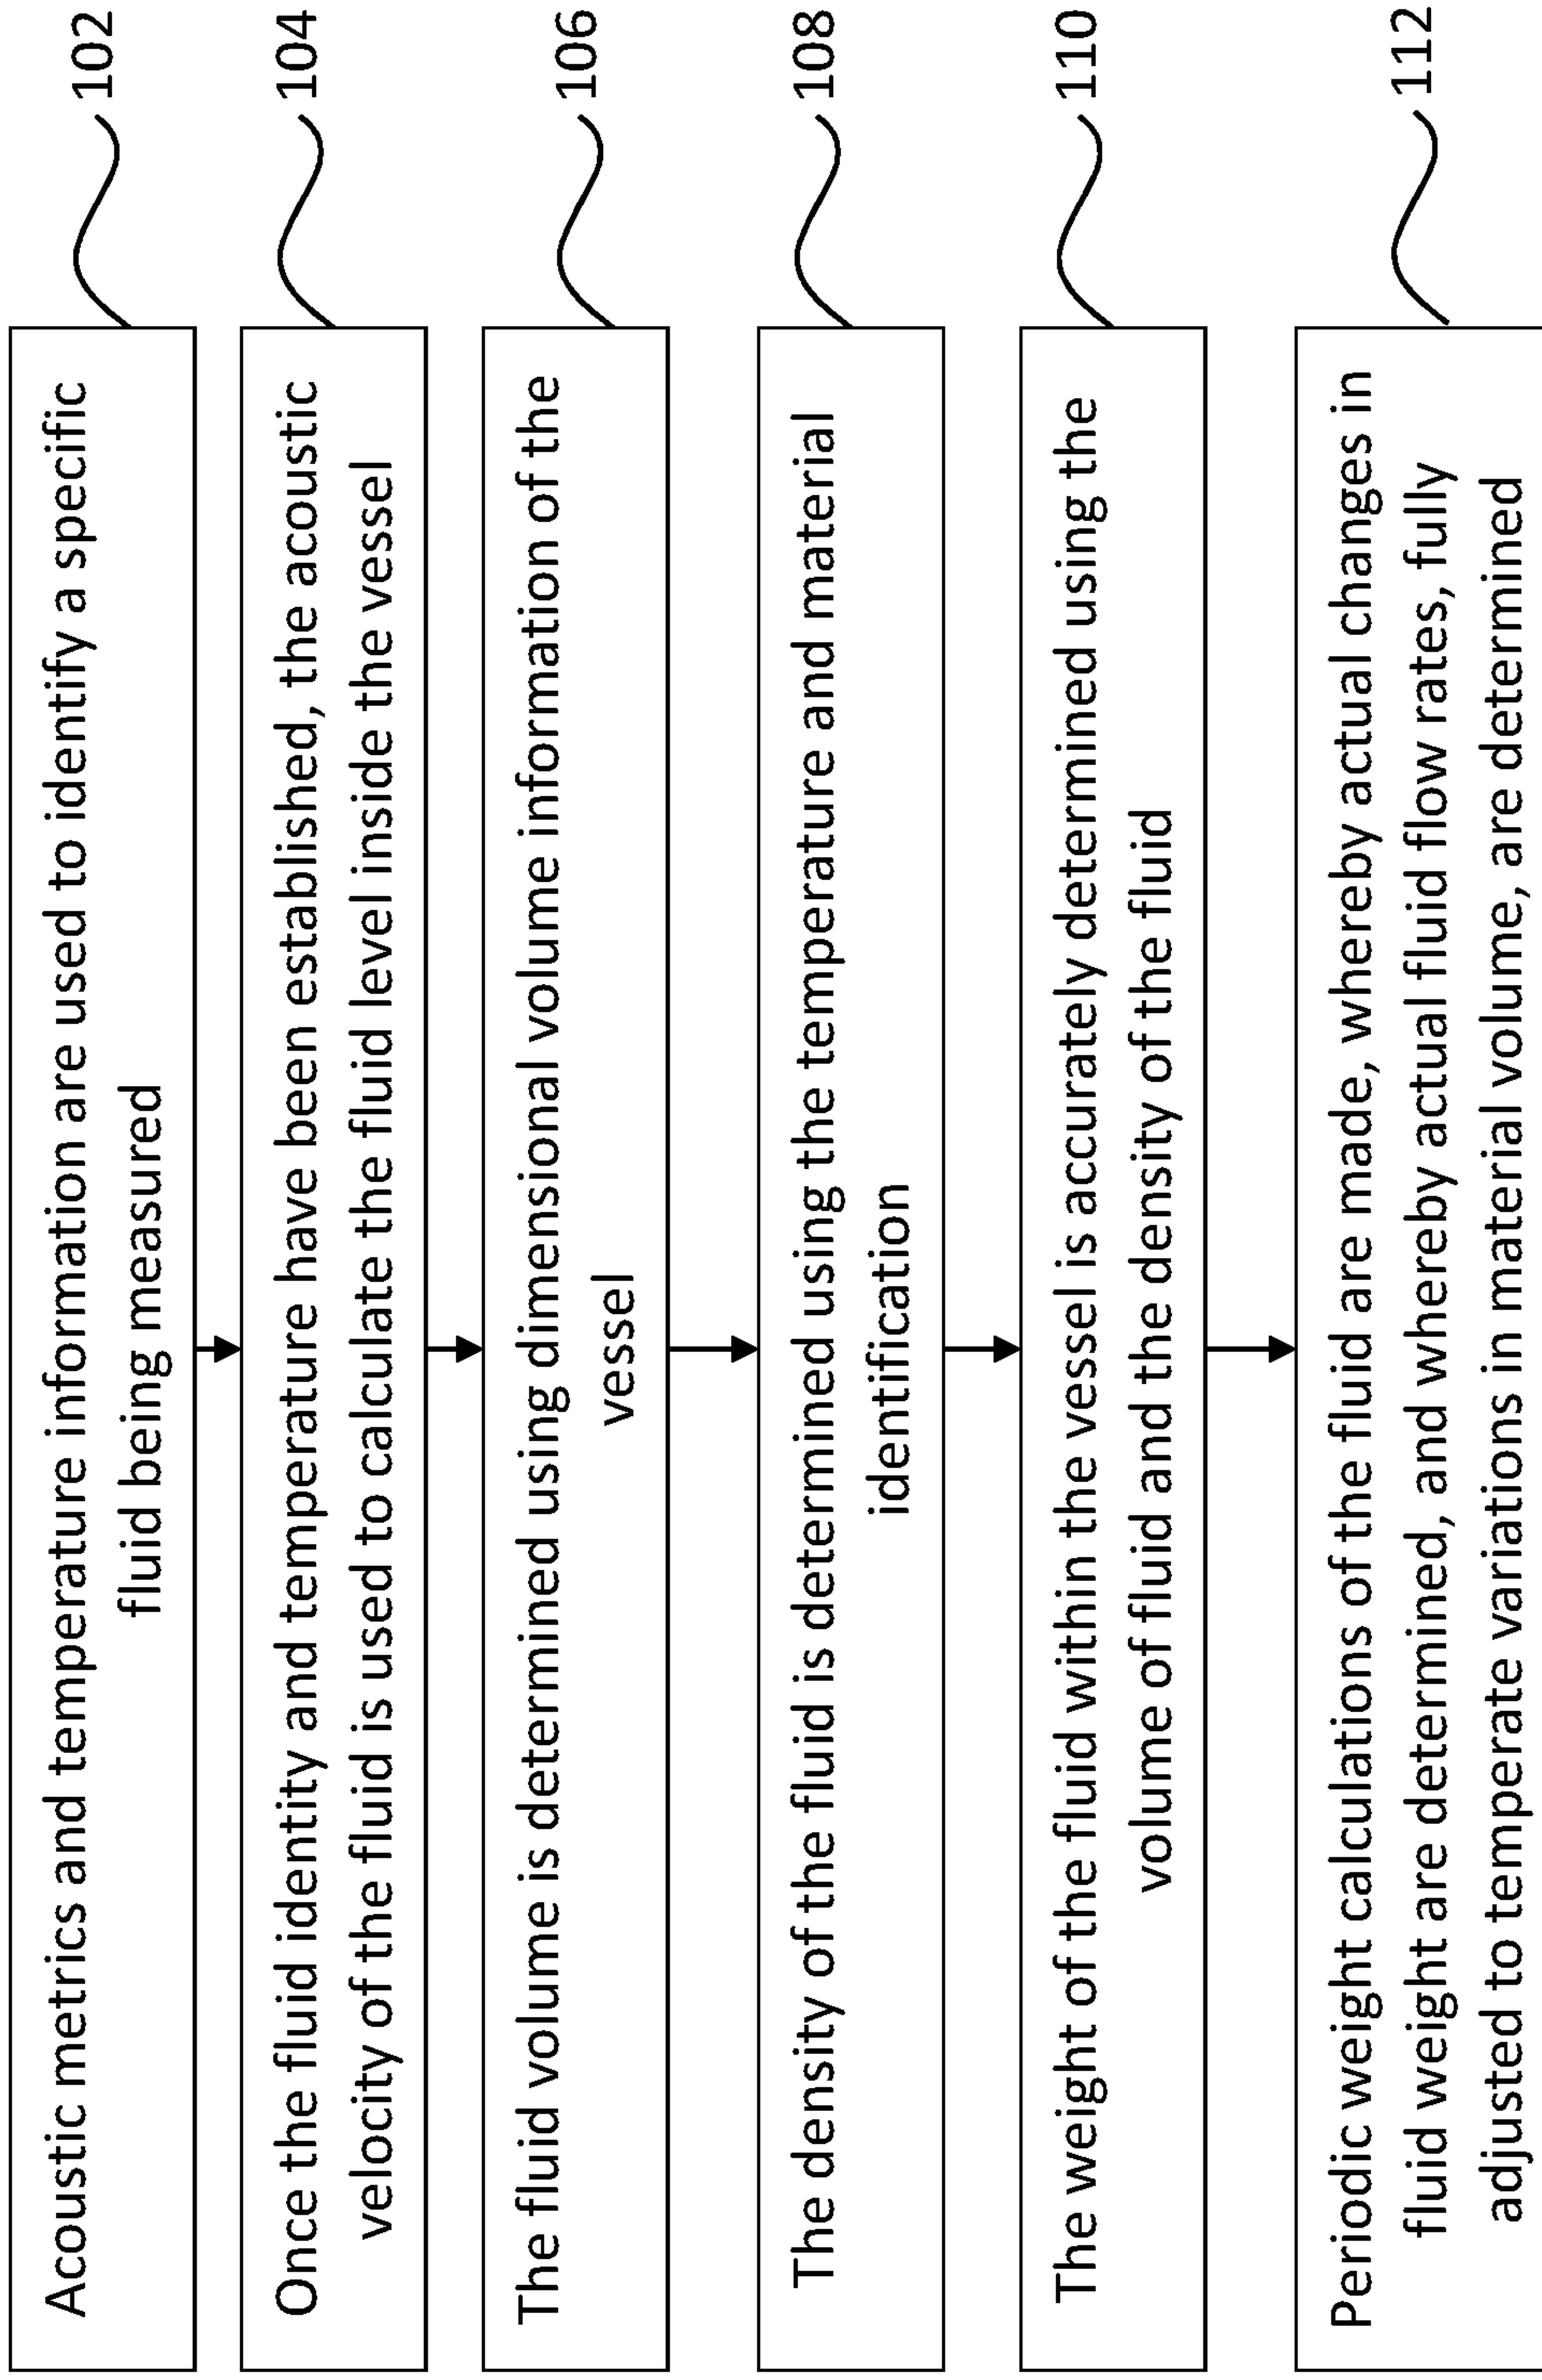 Acoustic metrics and temperature information are used to identify a specific
fluid being measured
102
Once the fluid identity and temperature have been established, the acoustic
velocity of the fluid is used to calculate the fluid level inside the vessel
104
The fluid volume is determined using dimensional volume information of the
vessel
106
The density of the fluid is determined using the temperature and material
identification
108
The weight of the fluid within the vessel is accurately determined using the
volume of fluid and the density of the fluid
110
Periodic weight calculations of the fluid are made, whereby actual changes in
fluid weight are determined, and whereby actual fluid flow rates, fully
adjusted to temperate variations in material volume, are determined
112